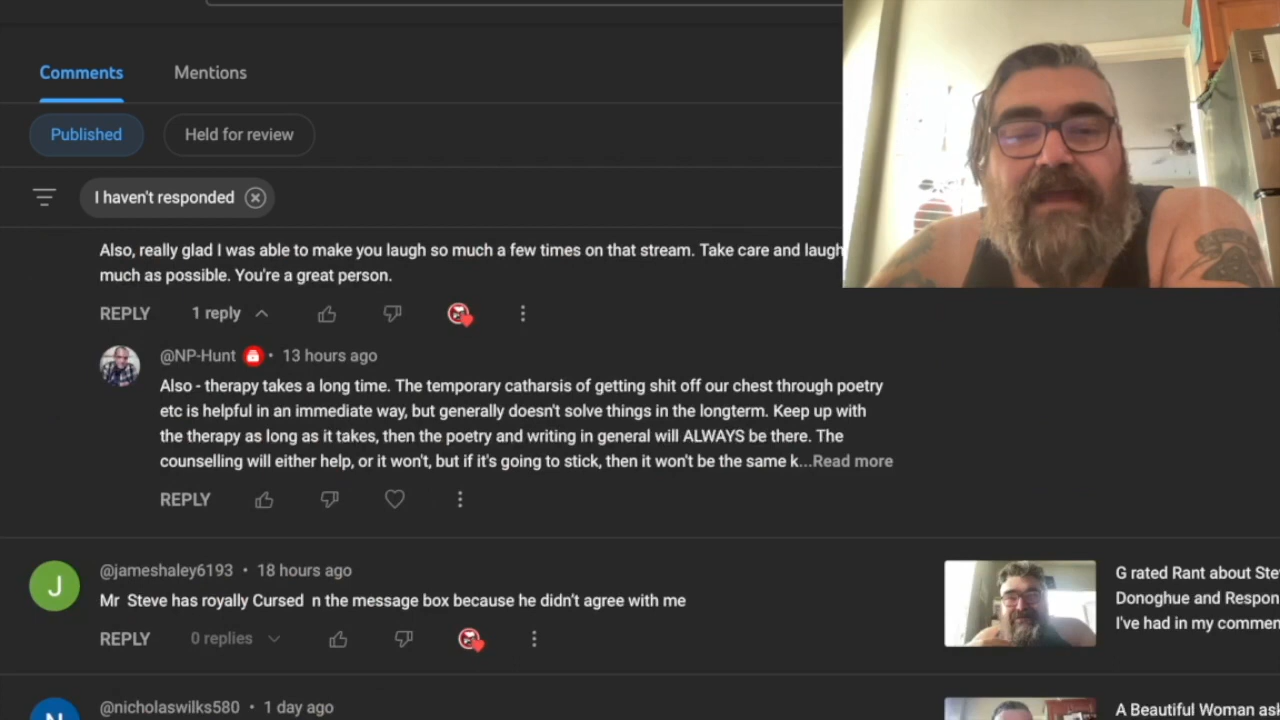 Comments
Mentions
Published
Held for review
I haven't responded
Also, really glad I was able to make you laugh so much a few times on that stream. Take care and laugh
much as possible. You're a great person.
REPLY
1 reply
@NP-Hunt • 13 hours ago
Also - therapy takes a long time. The temporary catharsis of getting shit off our chest through poetry
etc is helpful in an immediate way, but generally doesn't solve things in the longterm. Keep up with
the therapy as long as it takes, then the poetry and writing in general will ALWAYS be there. The
counselling will either help, or it won't, but if it's going to stick, then it won't be the same k...Read more
REPLY
J
@jameshaley6193 • 18 hours ago
Mr Steve has royally Cursed n the message box because he didn't agree with me
REPLY
0 replies
G rated Rant about Ste
Donoghue and Respon
I've had in my commen
N
@nicholaswilks580 • 1 day ago
A Beautiful Woman ask